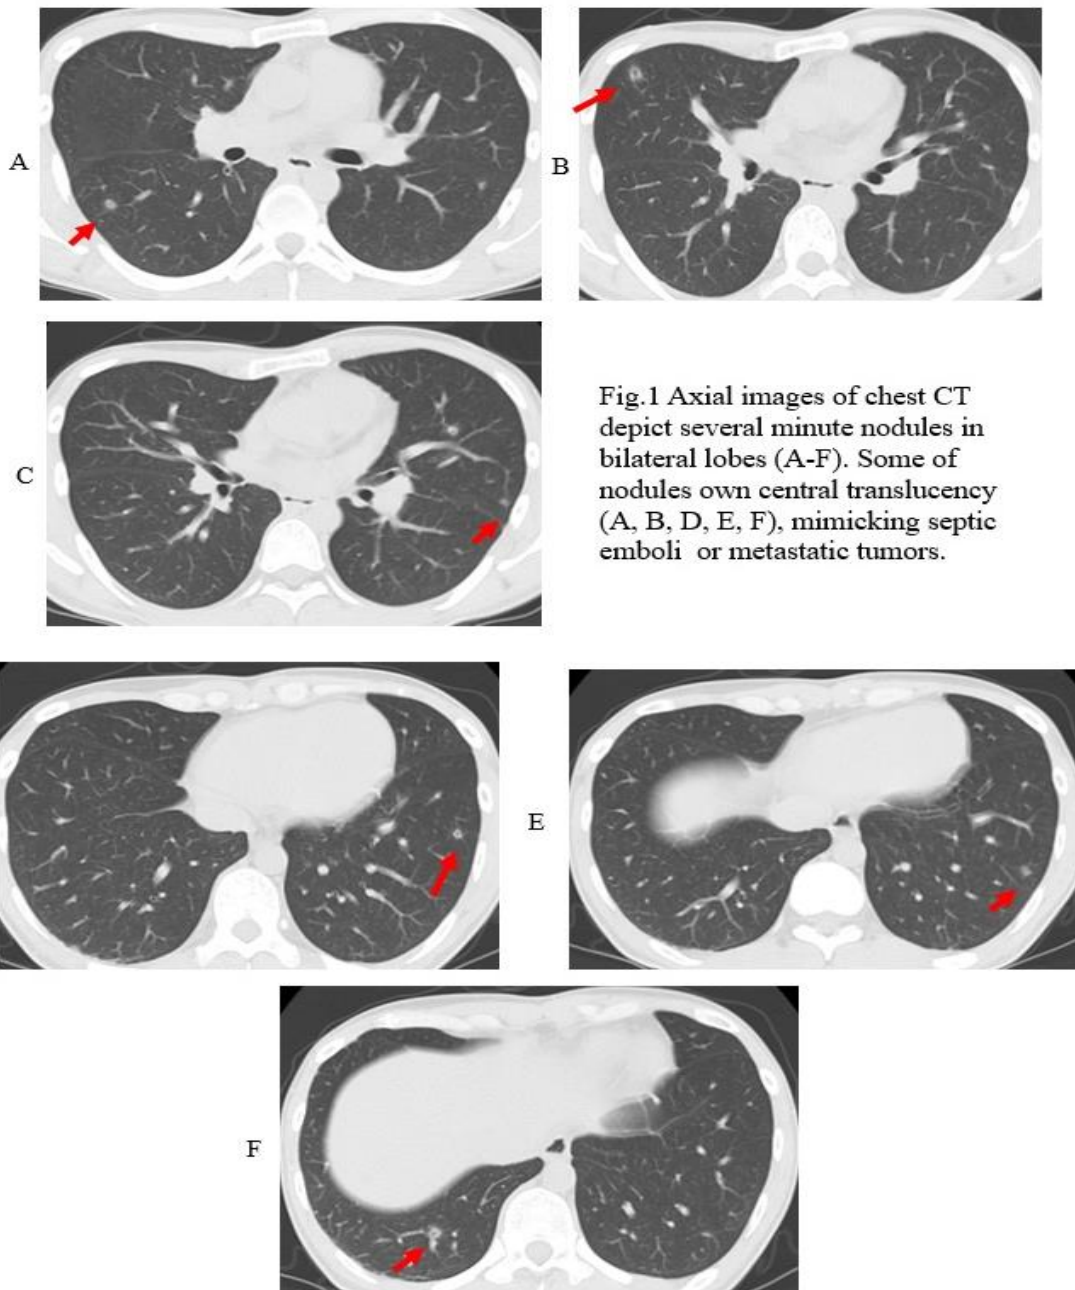 A
B
C
Fig.1 Axial images of chest CT
depict several minute nodules in
bilateral lobes (A-F). Some of
nodules own central translucency
(A, B, D, E, F), mimicking septic
emboli or metastatic tumors.
E
F